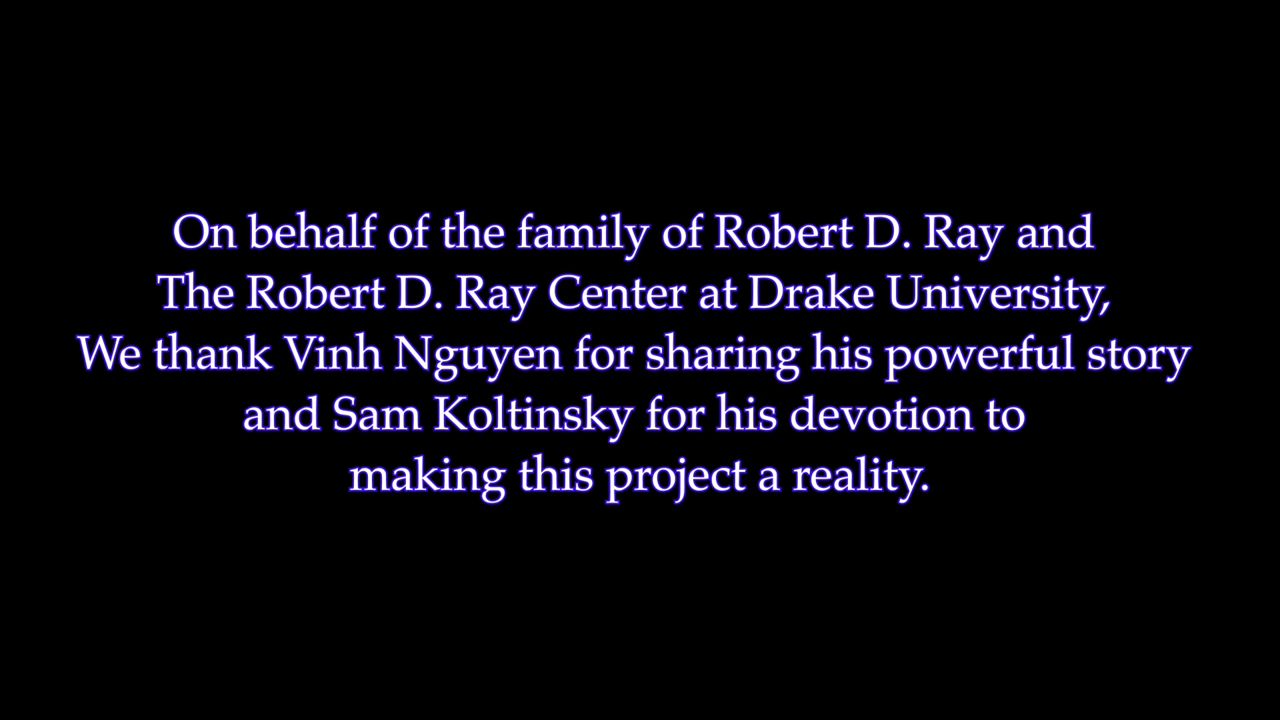 On behalf of the family of Robert D. Ray and
The Robert D. Ray Center at Drake University,
We thank Vinh Nguyen for sharing his powerful story
and Sam Koltinsky for his devotion to
making this project a reality.